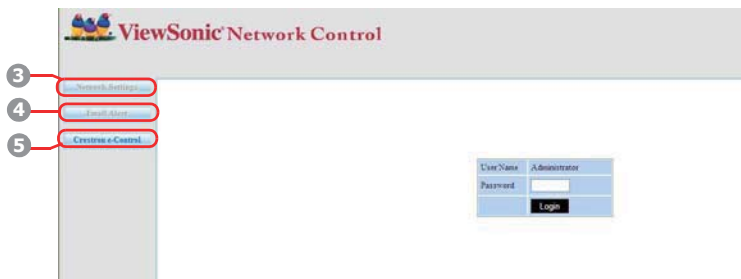 ViewSonic® Network Control
3
Network Settings
4
Email Alert
5
Crestron e-Control
User Name Administrator
Password
Login